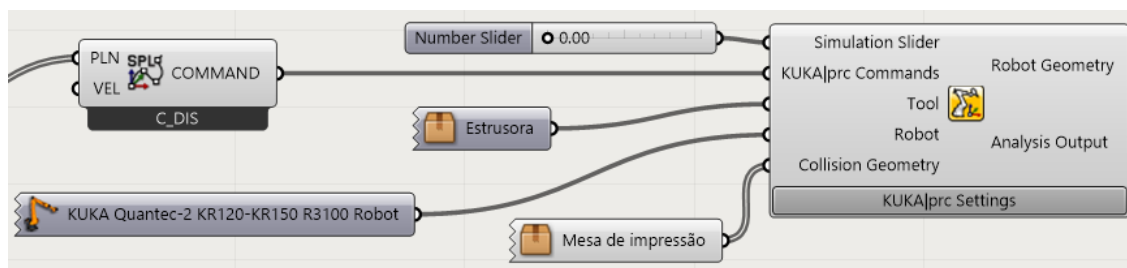 PLN
VEL
SPL
COMMAND
C_DIS
Number Slider
0.00
Estrusora
KUKA Quantec-2 KR120-KR150 R3100 Robot
Mesa de impressão
Simulation Slider
KUKA|prc Commands
Tool
Robot
Collision Geometry
Robot Geometry
Analysis Output
KUKA|prc Settings